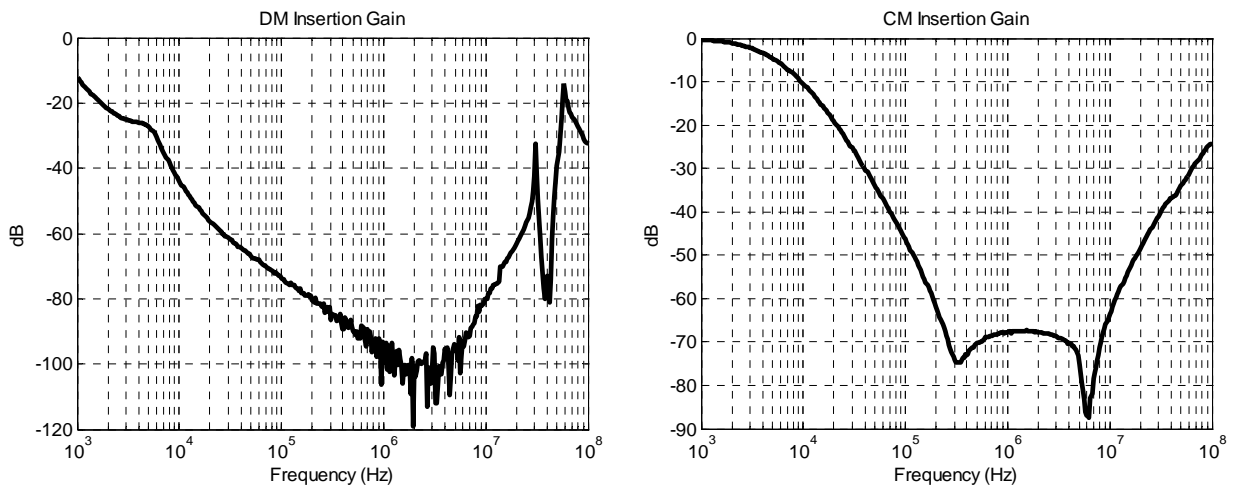 DM Insertion Gain
0
-20
-40
-60
-80
-100
-120
dB
10^3 10^4 10^5 10^6 10^7 10^8
Frequency (Hz)
CM Insertion Gain
0
-10
-20
-30
-40
-50
-60
-70
-80
-90
dB
10^3 10^4 10^5 10^6 10^7 10^8
Frequency (Hz)